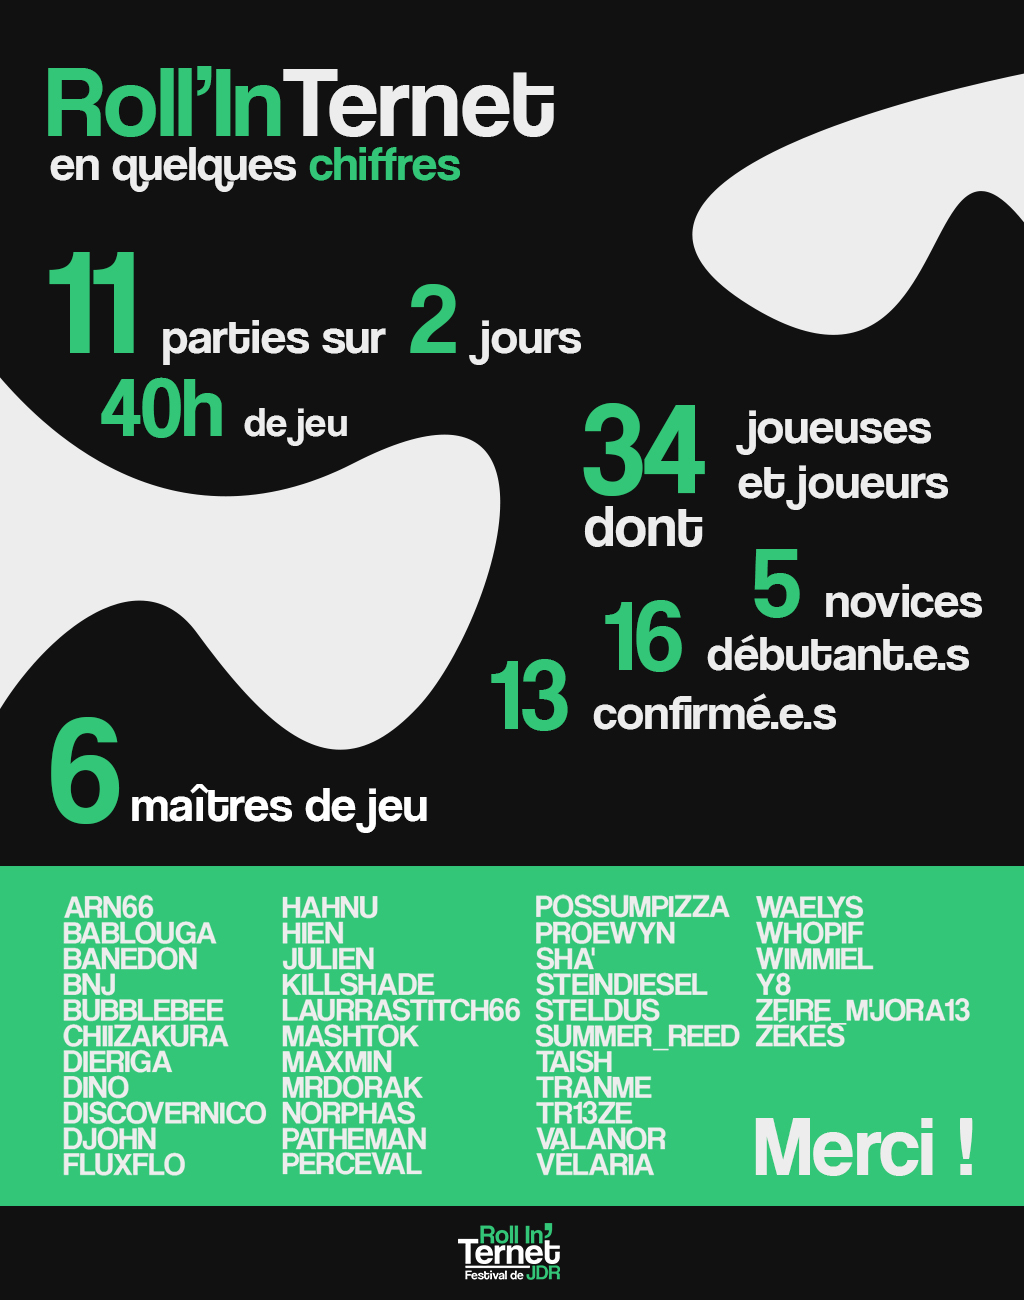 Roll’InTernet
en quelques chiffres
11 parties sur 2 jours
40h de jeu
34 joueuses
et joueurs
dont
5 novices
16 débutant.e.s
13 confirmé.e.s
6 maîtres de jeu
ARN66
BABLOUGA
BANEDON
BNJ
BUBBLEBEE
CHIIZAKURA
DIERIGA
DINO
DISCOVERNICO
DJOHN
FLUXFLO
HAHNU
HIEN
JULIEN
KILLSHADE
LAURRASTITCH66
MASHTOK
MAXMIN
MRDORAK
NORPHAS
PATHEMAN
PERCEVAL
POSSUMPIZZA
PROEWYN
SHA'
STEINDIESEL
STELDUS
SUMMER_REED
TAISH
TRANME
TR13ZE
VALANOR
VÉLARIA
WAELYS
WHOPIF
WIMMIEL
Y8
ZEIRE_M'JORA13
ZÉKÈS
Merci !
Roll In’
Ternet
Festival de JDR